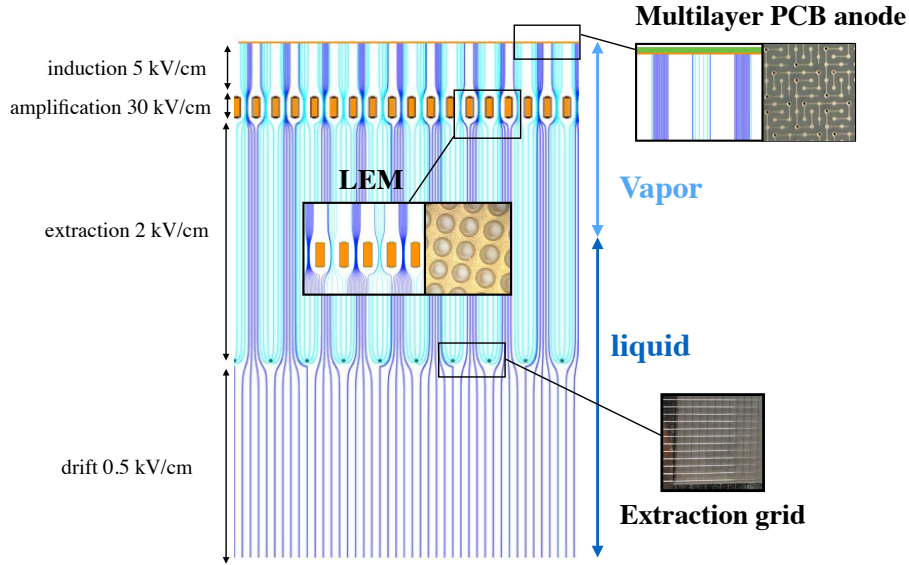 Multilayer PCB anode
induction 5 kV/cm
amplification 30 kV/cm
LEM
Vapor
extraction 2 kV/cm
liquid
drift 0.5 kV/cm
Extraction grid